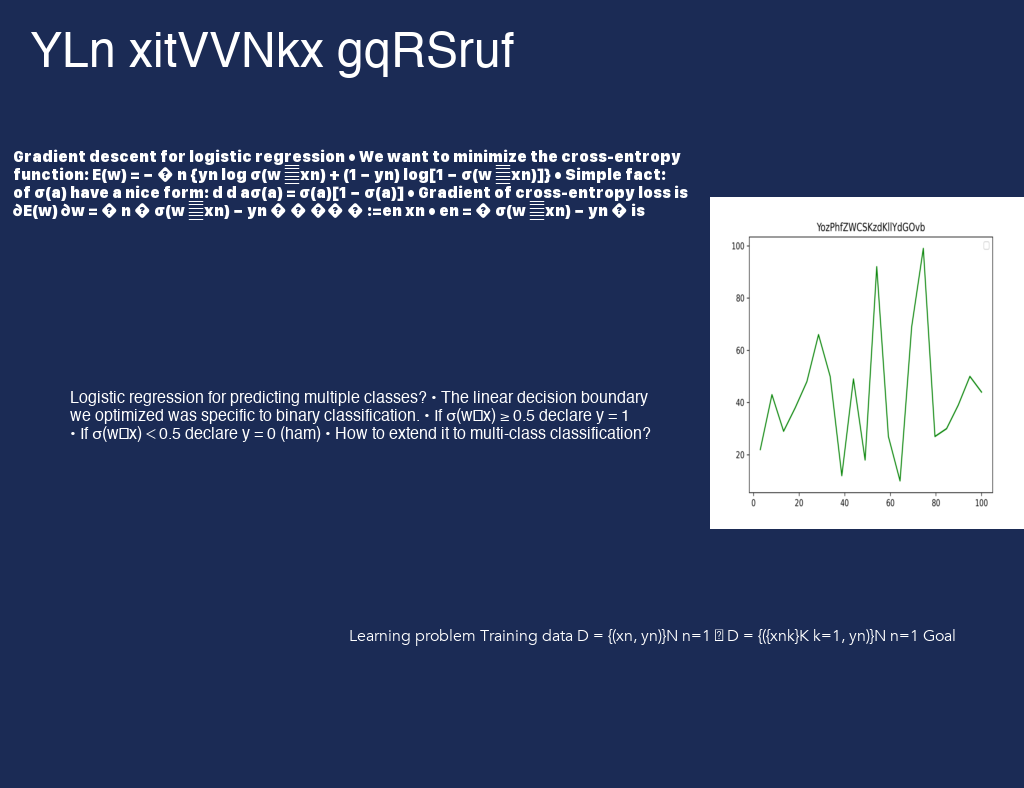 YLn xitVVNkx gqRSruf
Gradient descent for logistic regression • We want to minimize the cross-entropy
function: E(w) = − � n {yn log σ(w xn) + (1 − yn) log[1 − σ(w xn)]} • Simple fact:
of σ(a) have a nice form: d d aσ(a) = σ(a)[1 − σ(a)] • Gradient of cross-entropy loss is
∂E(w) ∂w = � n � σ(w xn) − yn � � � � � :=en xn • en = � σ(w xn) − yn � is
YozPhfZWCSKzdKllYdGOvb
100
80
60
40
20
0 20 40 60 80 100
Logistic regression for predicting multiple classes? • The linear decision boundary
we optimized was specific to binary classification. • If σ(w x) ≥ 0.5 declare y = 1
• If σ(w x) < 0.5 declare y = 0 (ham) • How to extend it to multi-class classification?
Learning problem Training data D = {(xn, yn)}N n=1 D = {({xnk}K k=1, yn)}N n=1 Goal